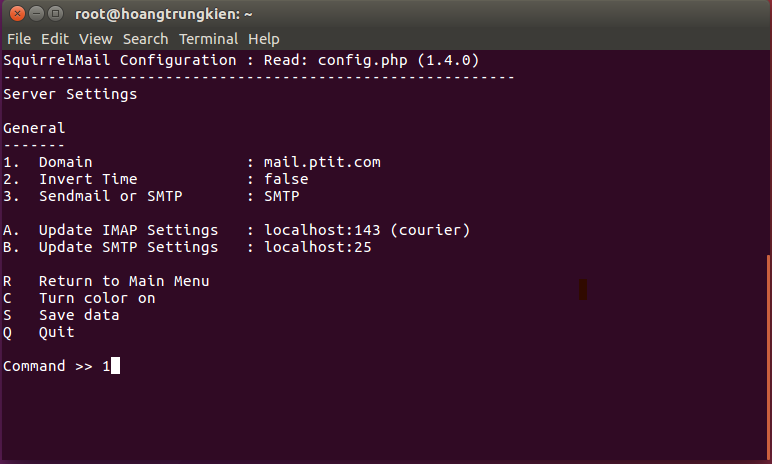 root@hoangtrungkien: ~
File Edit View Search Terminal Help
SquirrelMail Configuration : Read: config.php (1.4.0)
---------------------------------------------------------
Server Settings
General
-------
1.  Domain                 : mail.ptit.com
2.  Invert Time            : false
3.  Sendmail or SMTP       : SMTP
A.  Update IMAP Settings   : localhost:143 (courier)
B.  Update SMTP Settings   : localhost:25
R   Return to Main Menu
C   Turn color on
S   Save data
Q   Quit
Command >> 1